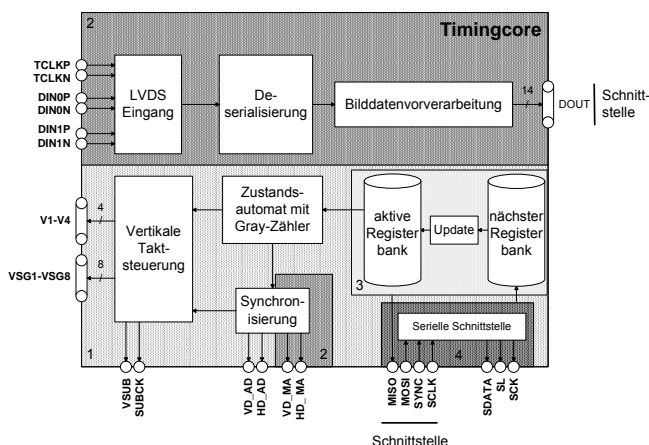 2
Timingcore
TCLKP
TCLKN
DIN0P
DIN0N
DIN1P
DIN1N
LVDS
Eingang
De-
serialisierung
Bilddatenvorverarbeitung
14
DOUT
Schnitt-
stelle
V1-V4
4
VSG1-VSG8
8
Vertikale
Takt-
steuerung
Zustands-
automat mit
Gray-Zähler
Synchron-
isierung
aktive
Register
bank
Update
nächster
Register
bank
3
Serielle Schnittstelle
1
2
4
VSUB
SUBCK
VD_AD
HD_AD
VD_MA
HD_MA
MISO
MOSI
SYNC
SCLK
SDATA
SL
SCK
Schnittstelle